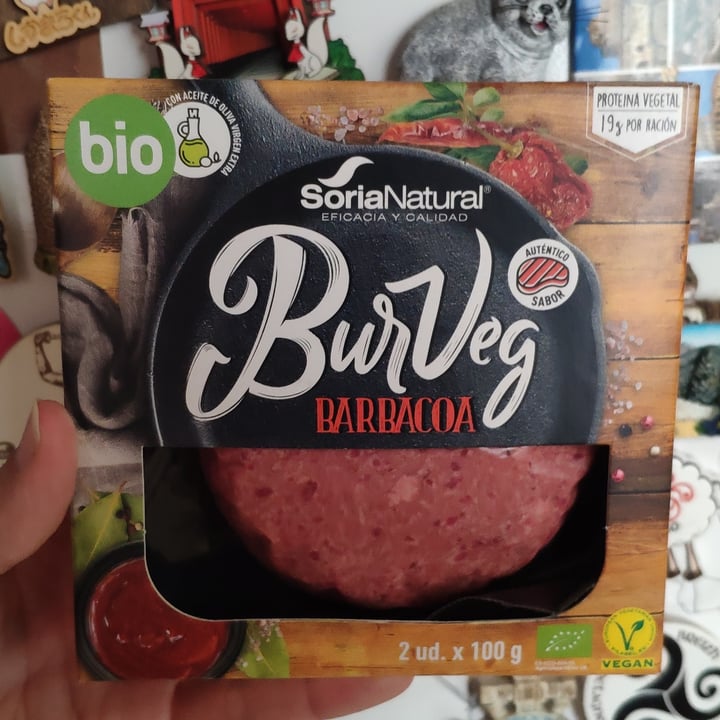 bio
CON ACEITE DE OLIVA VIRGEN EXTRA
PROTEINA VEGETAL
19g POR RACIÓN
SoriaNatural®
EFICACIA Y CALIDAD
AUTÉNTICO
SABOR
BurVeg
BARBACOA
2 ud. x 100 g
VEGAN